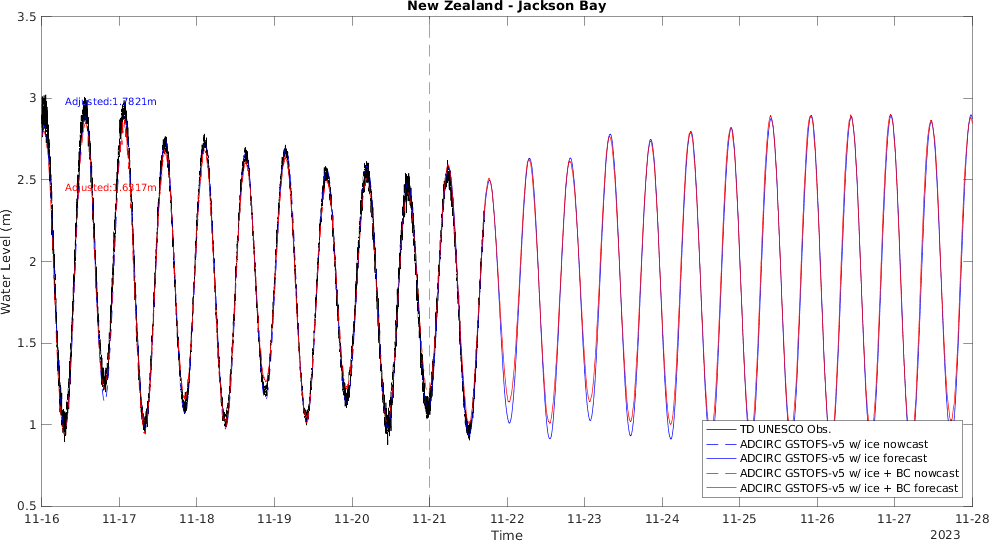 New Zealand - Jackson Bay
Water Level (m)
3.5
3
2.5
2
1.5
1
0.5
Adjusted:1.7821m
Adjusted:1.6317m
TD UNESCO Obs.
ADCIRC GSTOFS-v5 w/ ice nowcast
ADCIRC GSTOFS-v5 w/ ice forecast
ADCIRC GSTOFS-v5 w/ ice + BC nowcast
ADCIRC GSTOFS-v5 w/ ice + BC forecast
11-16 11-17 11-18 11-19 11-20 11-21 11-22 11-23 11-24 11-25 11-26 11-27 11-28
Time
2023